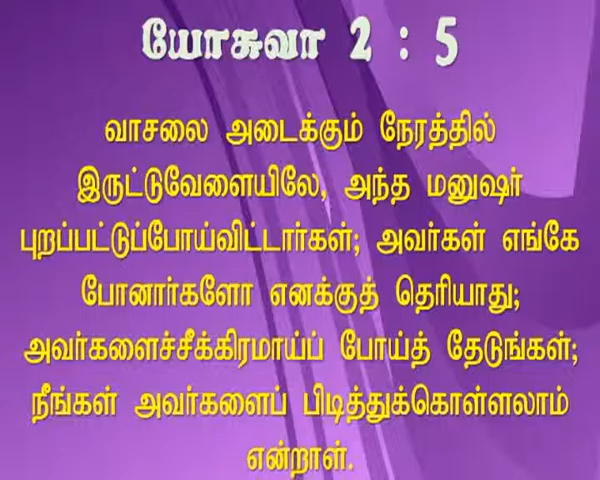 யோசுவா 2 : 5
வாசலை அடைக்கும் நேரத்தில்
இருட்டுவேளையிலே, அந்த மனுஷர்
புறப்பட்டுப்போய்விட்டார்கள்; அவர்கள் எங்கே
போனார்களோ எனக்குத் தெரியாது;
அவர்களைச்சீக்கிரமாய்ப் போய்த் தேடுங்கள்;
நீங்கள் அவர்களைப் பிடித்துக்கொள்ளலாம்
என்றாள்.